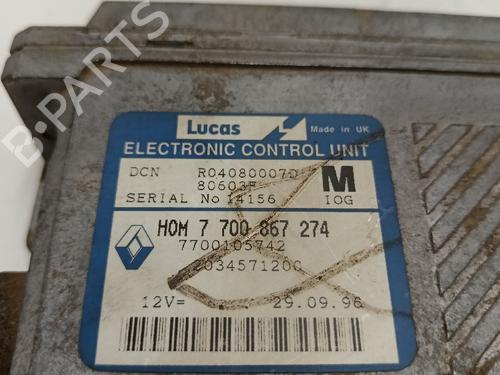 B-PARTS
Lucas
Made in UK
ELECTRONIC CONTROL UNIT
DCN R04080007D
80603F M
SERIAL No 14156 IOG
HOM 7 700 867 274
7700105742
2034571200
12V= 29.09.96